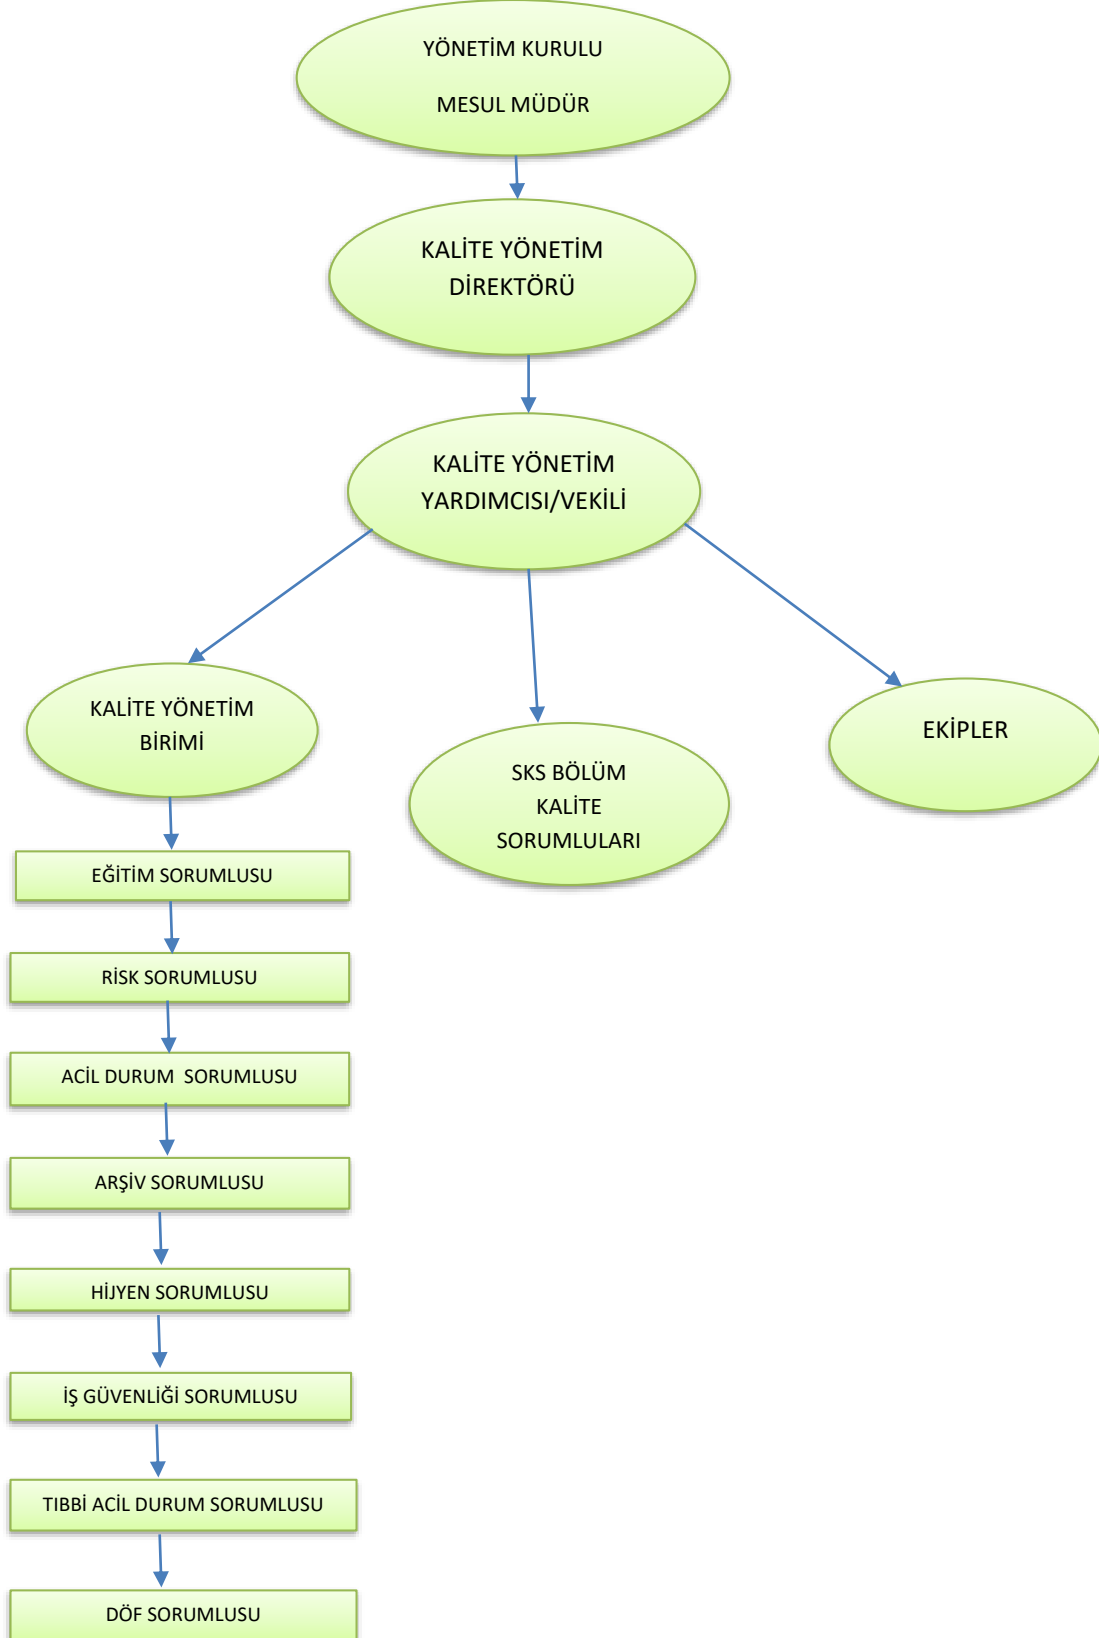 YÖNETİM KURULU
MESUL MÜDÜR
KALİTE YÖNETİM
DİREKTÖRÜ
KALİTE YÖNETİM
YARDIMCISI/VEKİLİ
KALİTE YÖNETİM
BİRİMİ
SKS BÖLÜM
KALİTE
SORUMLULARI
EKİPLER
EĞİTİM SORUMLUSU
RİSK SORUMLUSU
ACİL DURUM  SORUMLUSU
ARŞİV SORUMLUSU
HİJYEN SORUMLUSU
İŞ GÜVENLİĞİ SORUMLUSU
TIBBİ ACİL DURUM SORUMLUSU
DÖF SORUMLUSU